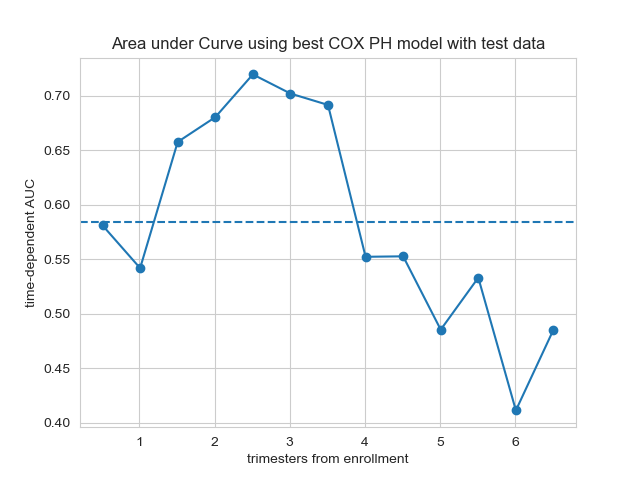 Area under Curve using best COX PH model with test data
time-dependent AUC
0.70
0.65
0.60
0.55
0.50
0.45
0.40
1 2 3 4 5 6
trimesters from enrollment